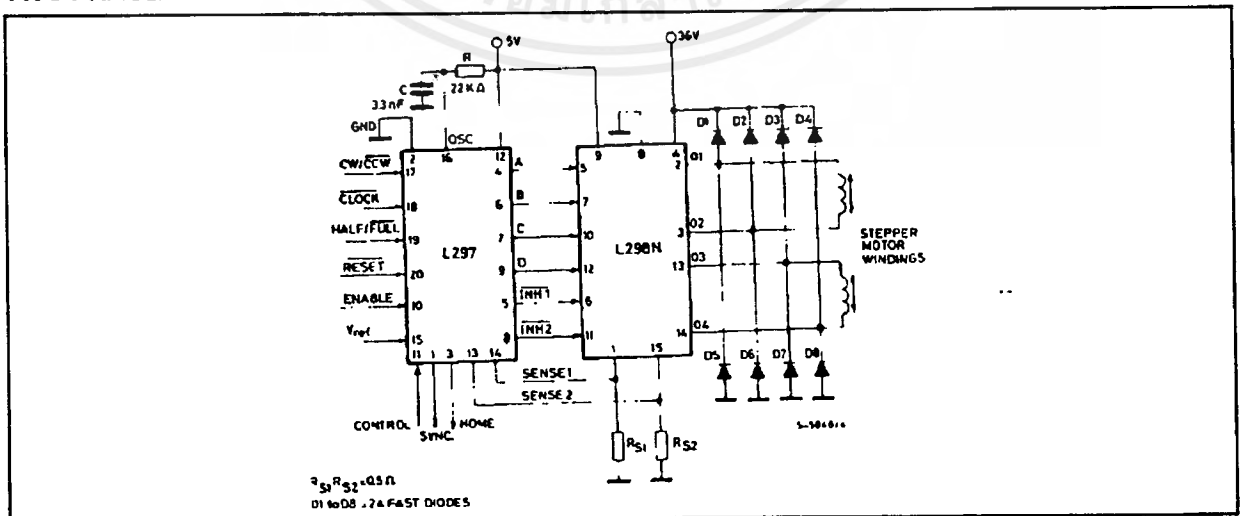 5V
36V
R
22KΩ
C
33nF
GND
OSC
D1 D2 D3 D4
2 16 12
9 8 4
CW/CCW 17
4 A 5
2 O1
CLOCK 18
6 B 7
HALF/FULL 19
7 C 10
L297
L298N
3 O2
STEPPER
MOTOR
WINDINGS
RESET 20
9 D 12
13 O3
ENABLE 10
5 INH1 6
Vref 15
8 INH2 11
14 O4
11 1 3 13 14
1 15
D5 D6 D7 D8
SENSE1
SENSE2
CONTROL
SYNC.
HOME
RS1
RS2
RS1 RS2 = 0.5 Ω
D1 to D8 = 2A FAST DIODES